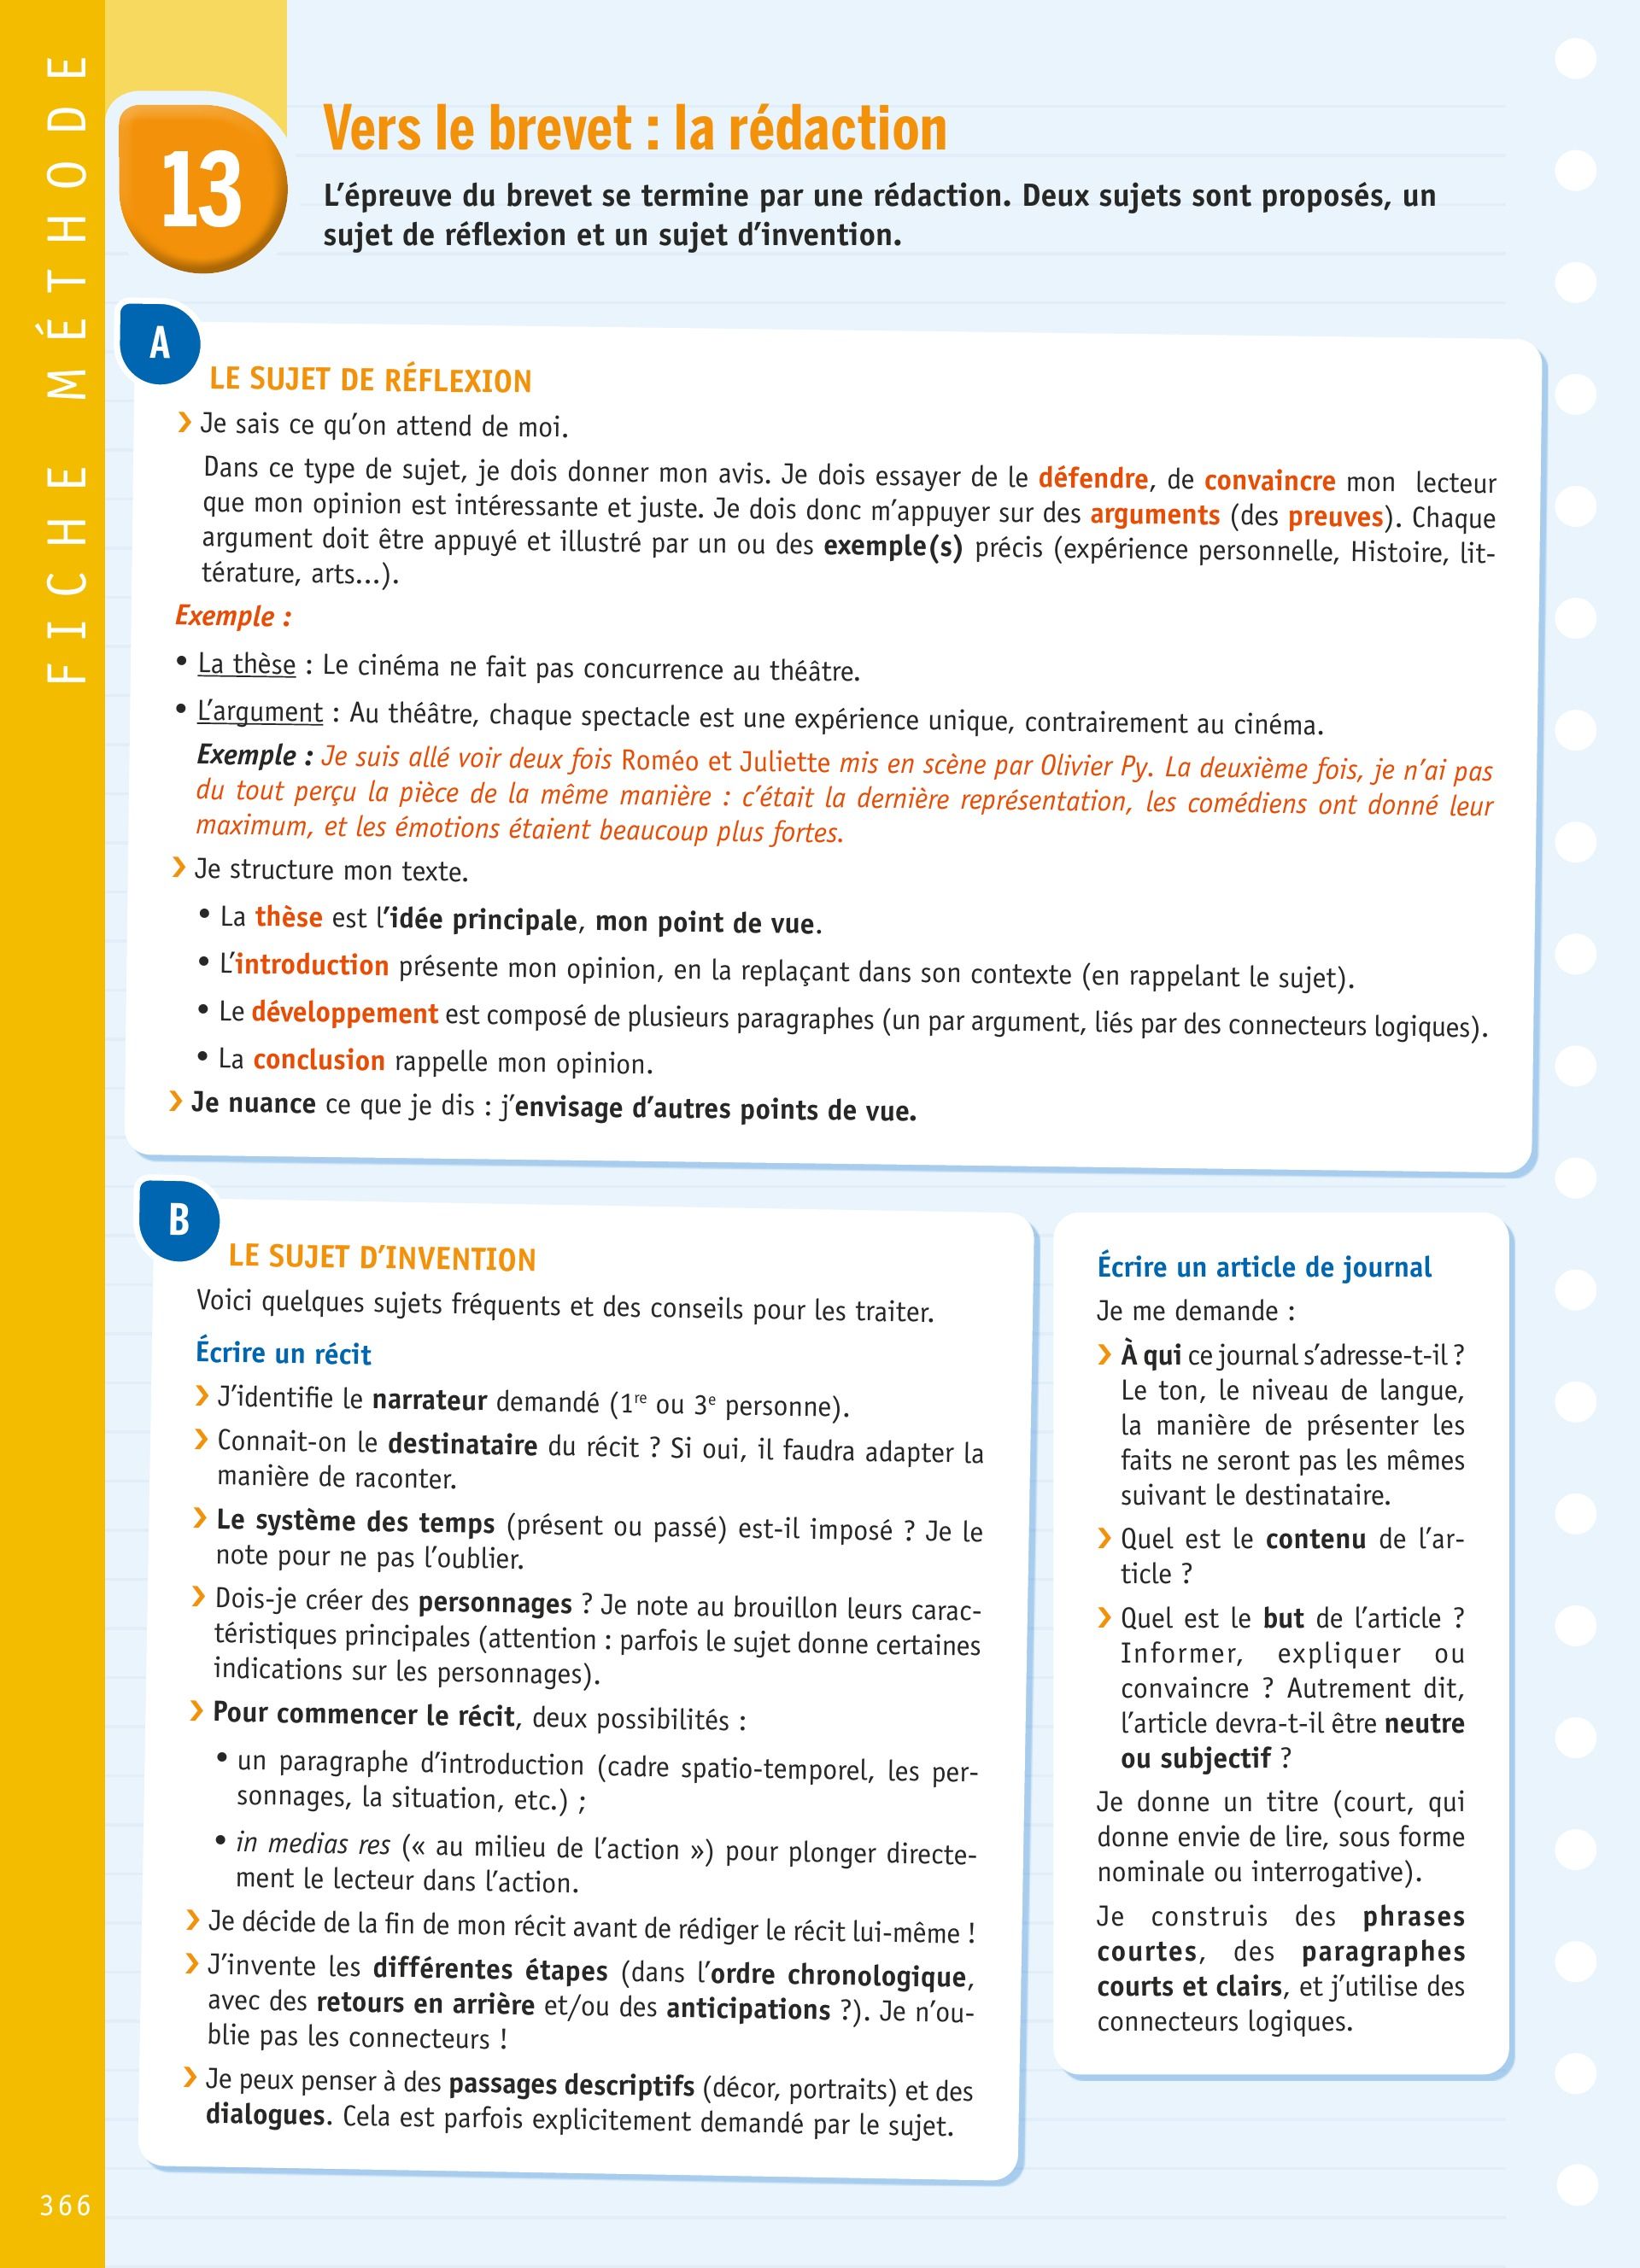 FICHE MÉTHODE
13
Vers le brevet : la rédaction
L’épreuve du brevet se termine par une rédaction. Deux sujets sont proposés, un
sujet de réflexion et un sujet d’invention.
A
LE SUJET DE RÉFLEXION
❯ Je sais ce qu’on attend de moi.
Dans ce type de sujet, je dois donner mon avis. Je dois essayer de le défendre, de convaincre mon lecteur
que mon opinion est intéressante et juste. Je dois donc m’appuyer sur des arguments (des preuves). Chaque
argument doit être appuyé et illustré par un ou des exemple(s) précis (expérience personnelle, Histoire, lit-
térature, arts...).
Exemple :
• La thèse : Le cinéma ne fait pas concurrence au théâtre.
• L’argument : Au théâtre, chaque spectacle est une expérience unique, contrairement au cinéma.
Exemple : Je suis allé voir deux fois Roméo et Juliette mis en scène par Olivier Py. La deuxième fois, je n’ai pas
du tout perçu la pièce de la même manière : c’était la dernière représentation, les comédiens ont donné leur
maximum, et les émotions étaient beaucoup plus fortes.
❯ Je structure mon texte.
• La thèse est l’idée principale, mon point de vue.
• L’introduction présente mon opinion, en la replaçant dans son contexte (en rappelant le sujet).
• Le développement est composé de plusieurs paragraphes (un par argument, liés par des connecteurs logiques).
• La conclusion rappelle mon opinion.
❯ Je nuance ce que je dis : j’envisage d’autres points de vue.
B
LE SUJET D’INVENTION
Voici quelques sujets fréquents et des conseils pour les traiter.
Écrire un récit
❯ J’identifie le narrateur demandé (1re ou 3e personne).
❯ Connait-on le destinataire du récit ? Si oui, il faudra adapter la
manière de raconter.
❯ Le système des temps (présent ou passé) est-il imposé ? Je le
note pour ne pas l’oublier.
❯ Dois-je créer des personnages ? Je note au brouillon leurs carac-
téristiques principales (attention : parfois le sujet donne certaines
indications sur les personnages).
❯ Pour commencer le récit, deux possibilités :
• un paragraphe d’introduction (cadre spatio-temporel, les per-
sonnages, la situation, etc.) ;
• in medias res (« au milieu de l’action ») pour plonger directe-
ment le lecteur dans l’action.
❯ Je décide de la fin de mon récit avant de rédiger le récit lui-même !
❯ J’invente les différentes étapes (dans l’ordre chronologique,
avec des retours en arrière et/ou des anticipations ?). Je n’ou-
blie pas les connecteurs !
❯ Je peux penser à des passages descriptifs (décor, portraits) et des
dialogues. Cela est parfois explicitement demandé par le sujet.
Écrire un article de journal
Je me demande :
❯ À qui ce journal s’adresse-t-il ?
Le ton, le niveau de langue,
la manière de présenter les
faits ne seront pas les mêmes
suivant le destinataire.
❯ Quel est le contenu de l’ar-
ticle ?
❯ Quel est le but de l’article ?
Informer, expliquer ou
convaincre ? Autrement dit,
l’article devra-t-il être neutre
ou subjectif ?
Je donne un titre (court, qui
donne envie de lire, sous forme
nominale ou interrogative).
Je construis des phrases
courtes, des paragraphes
courts et clairs, et j’utilise des
connecteurs logiques.
366